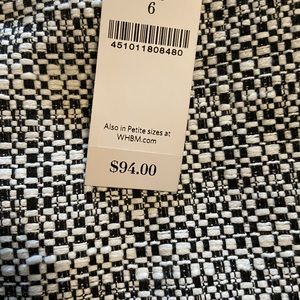 6
451011808480
Also in Petite sizes at
WHBM.com
$94.00